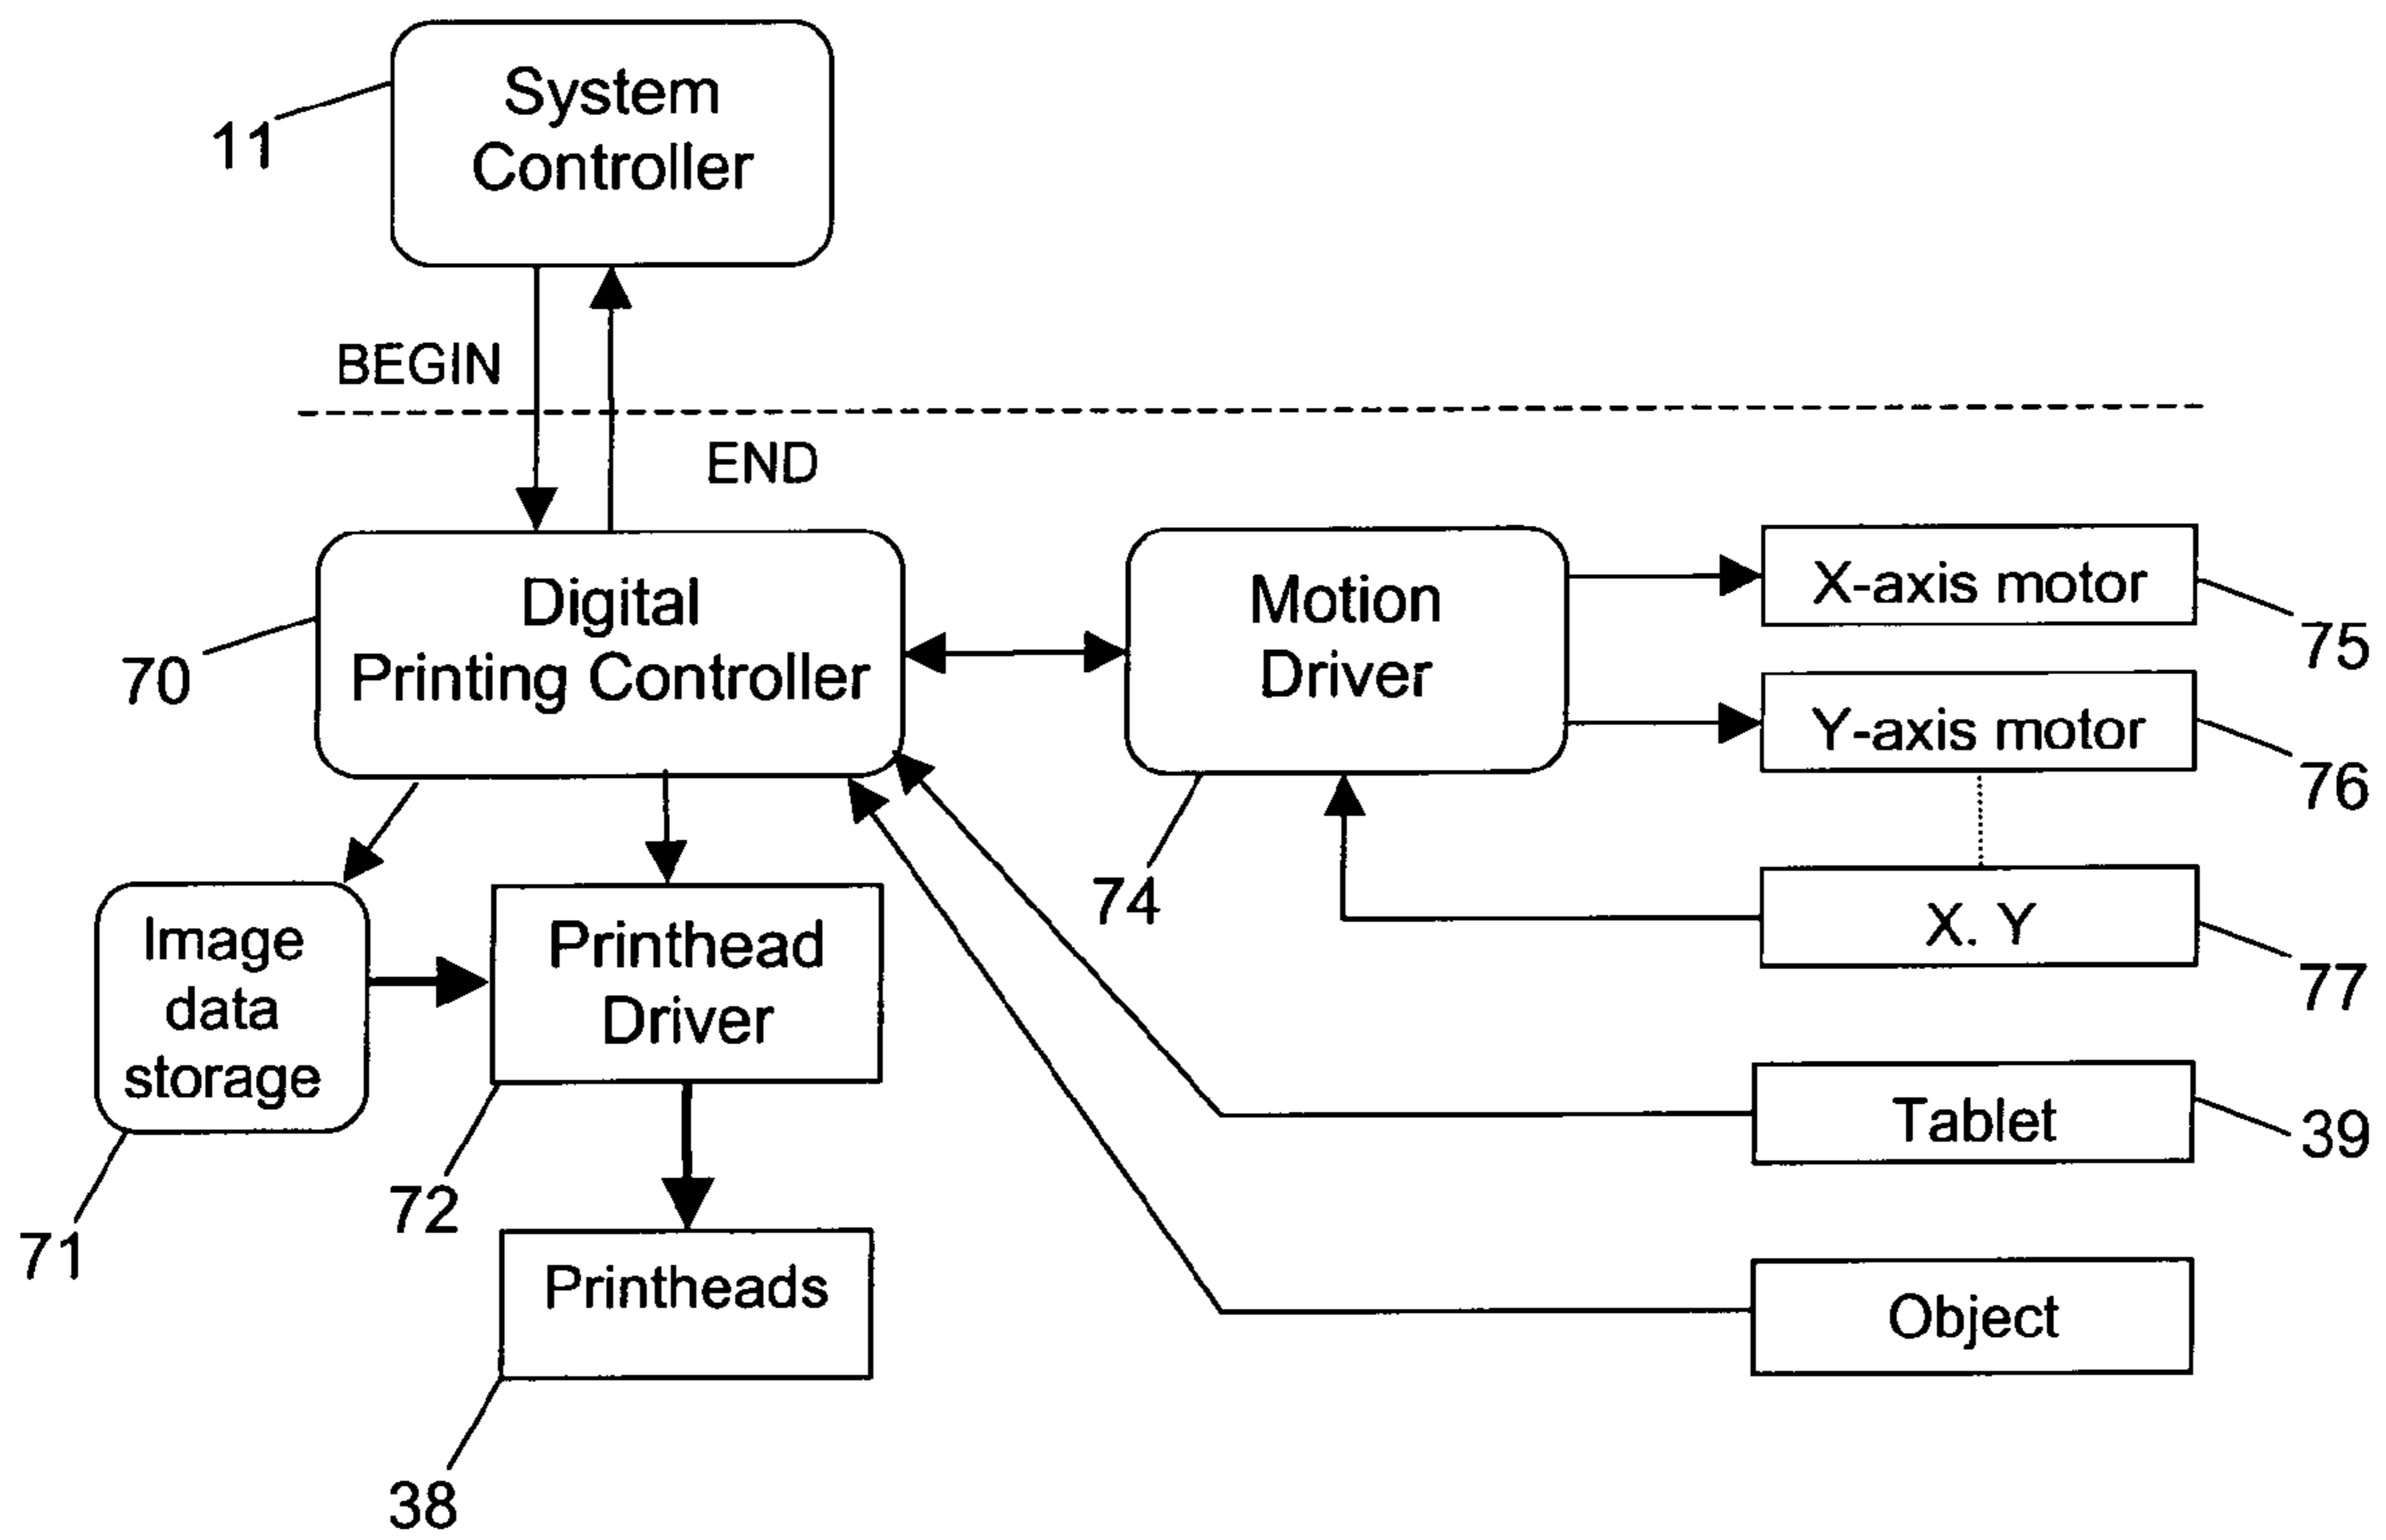 System
Controller
11
BEGIN
END
Digital
Printing Controller
70
Motion
Driver
74
X-axis motor
75
Y-axis motor
76
X. Y
77
Image
data
storage
71
Printhead
Driver
72
Tablet
39
Printheads
38
Object